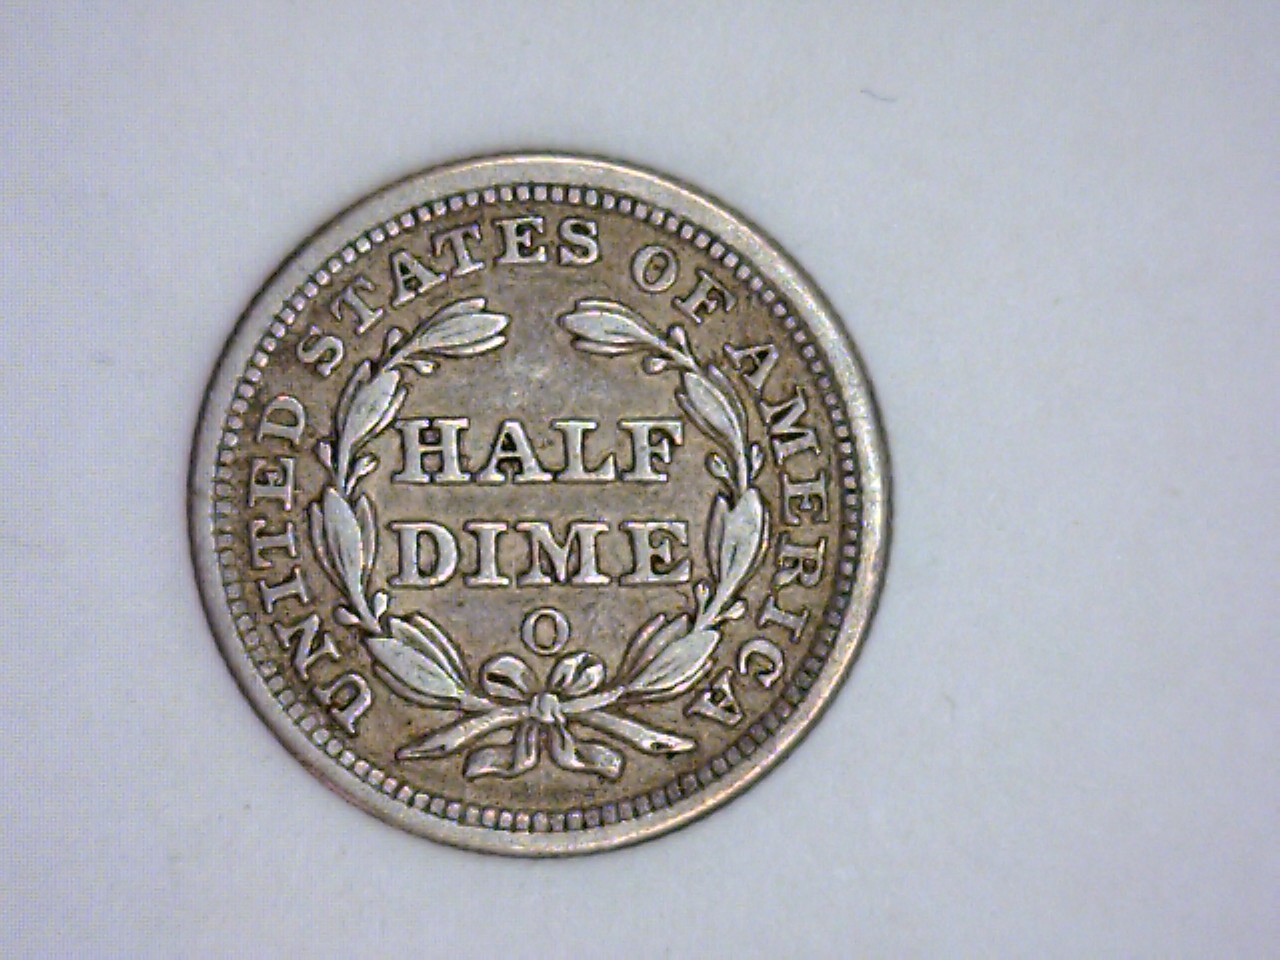 UNITED STATES OF AMERICA
HALF
DIME
O